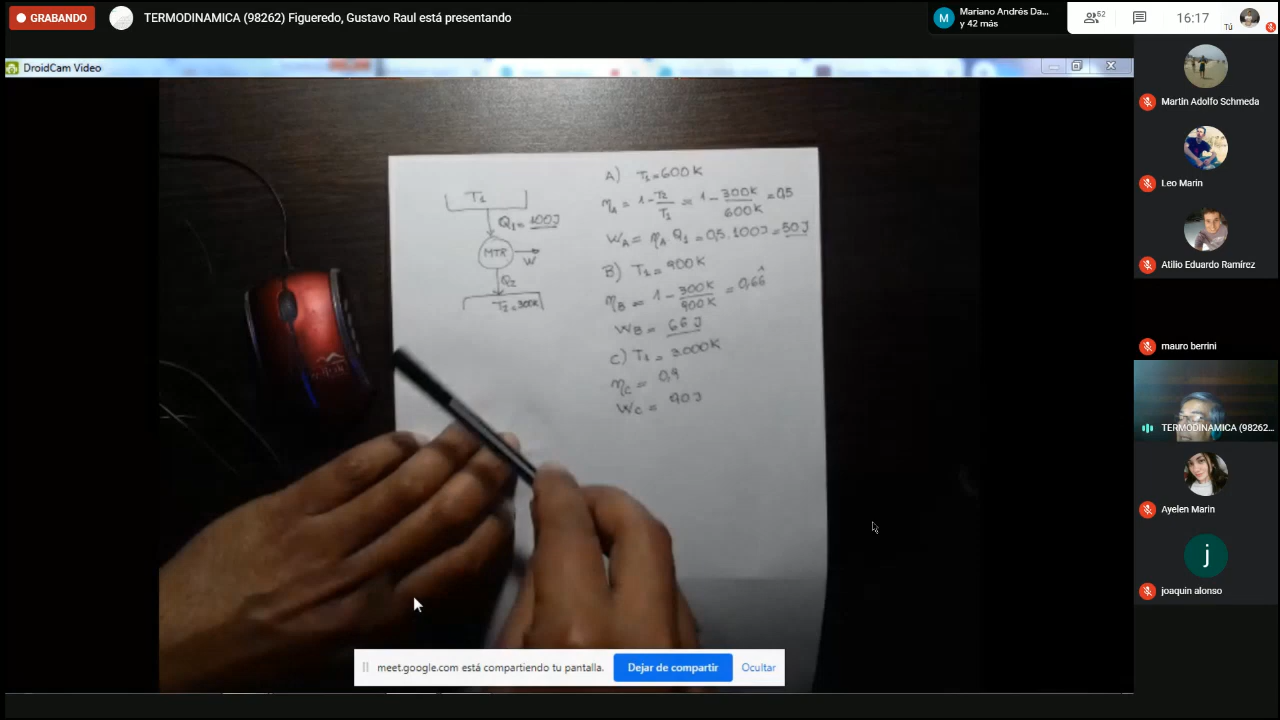 GRABANDO
TERMODINAMICA (98262) Figueredo, Gustavo Raul está presentando
Mariano Andrés Da...
y 42 más
52
16:17
Tú
DroidCam Video
T1
Q1 = 100J
MTR
W
Q2
T2 = 300K
A) T1 = 600K
ηA = 1 - T2/T1 = 1 - 300K/600K = 0,5
WA = ηA · Q1 = 0,5 · 100J = 50J
B) T1 = 900K
ηB = 1 - 300K/900K = 0,66̂
WB = 66J
C) T1 = 3.000K
ηC = 0,9
WC = 90J
Martin Adolfo Schmeda
Leo Marin
Atilio Eduardo Ramírez
mauro berrini
TERMODINAMICA (98262...
Ayelen Marin
j
joaquin alonso
meet.google.com está compartiendo tu pantalla.
Dejar de compartir
Ocultar